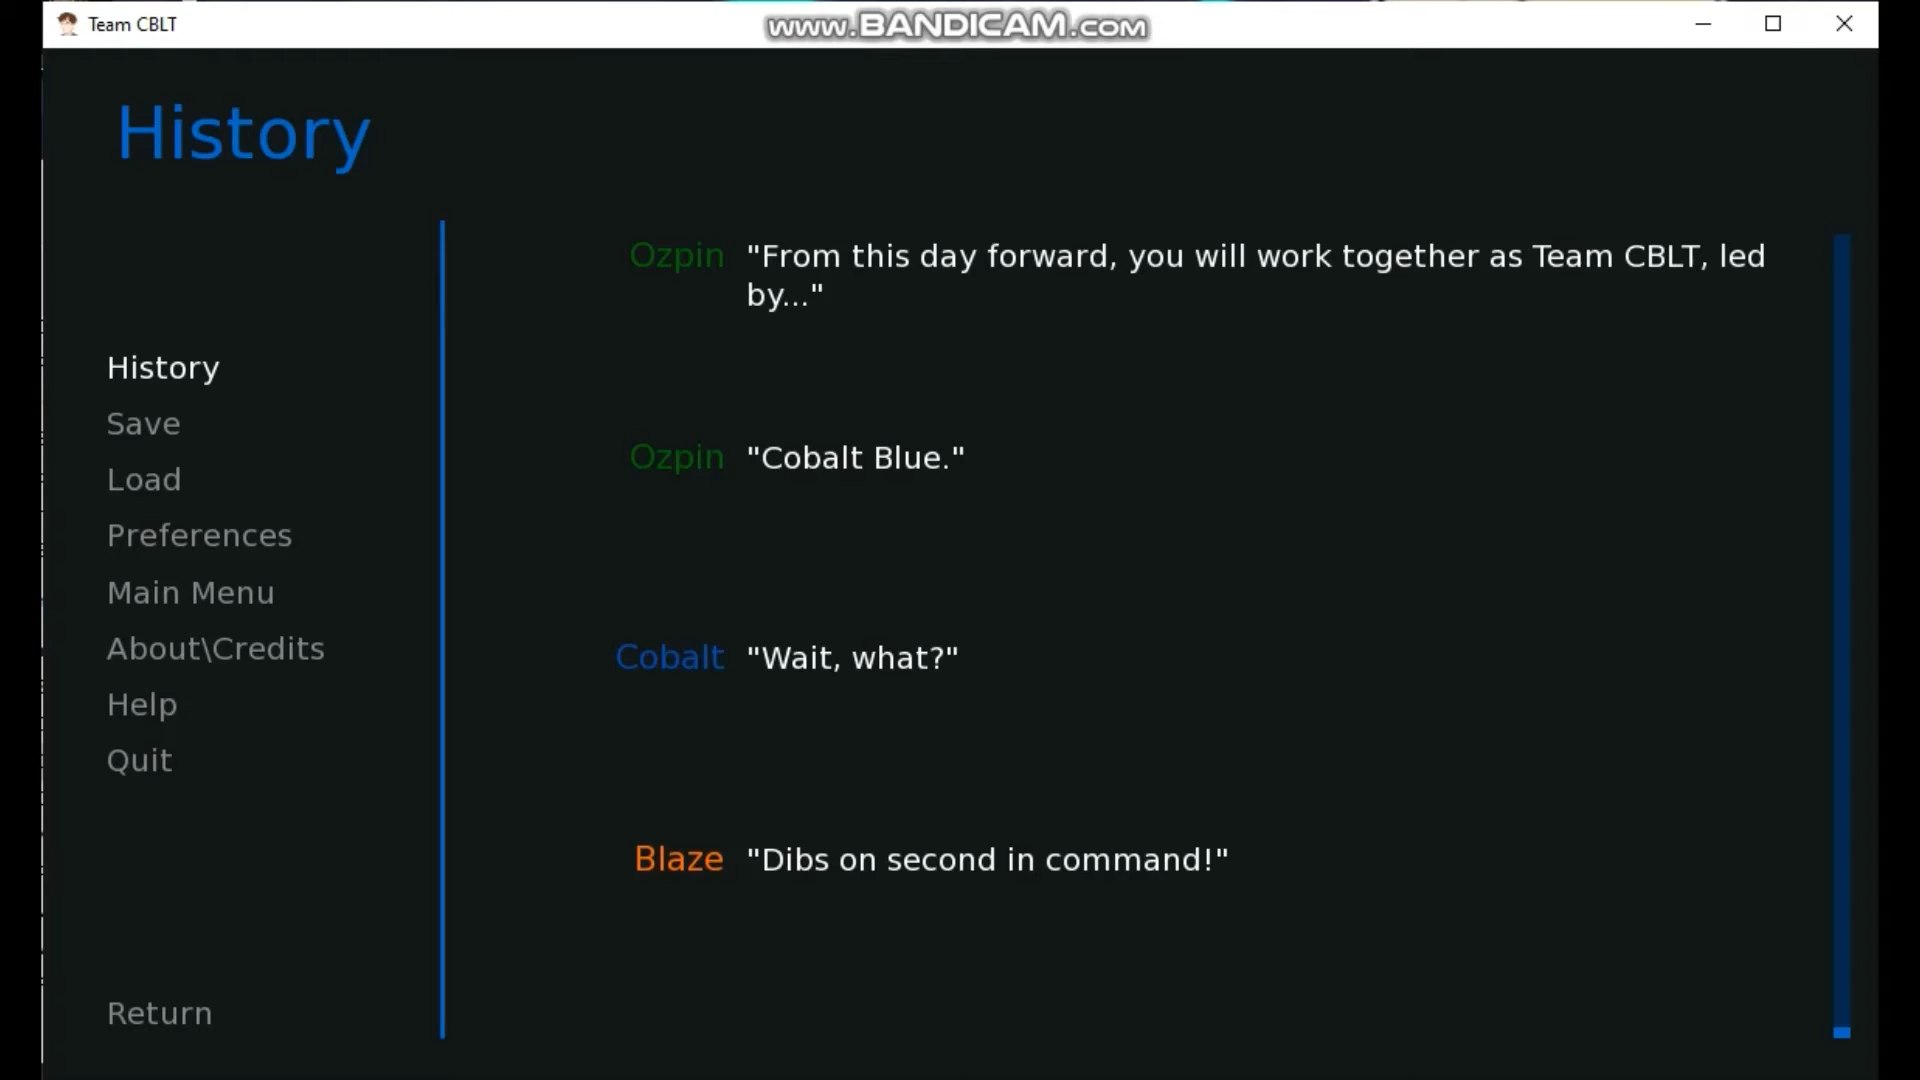 Team CBLT
www.BANDICAM.com
History
Ozpin "From this day forward, you will work together as Team CBLT, led
by..."
History
Save
Ozpin "Cobalt Blue."
Load
Preferences
Main Menu
About\Credits
Cobalt "Wait, what?"
Help
Quit
Blaze "Dibs on second in command!"
Return